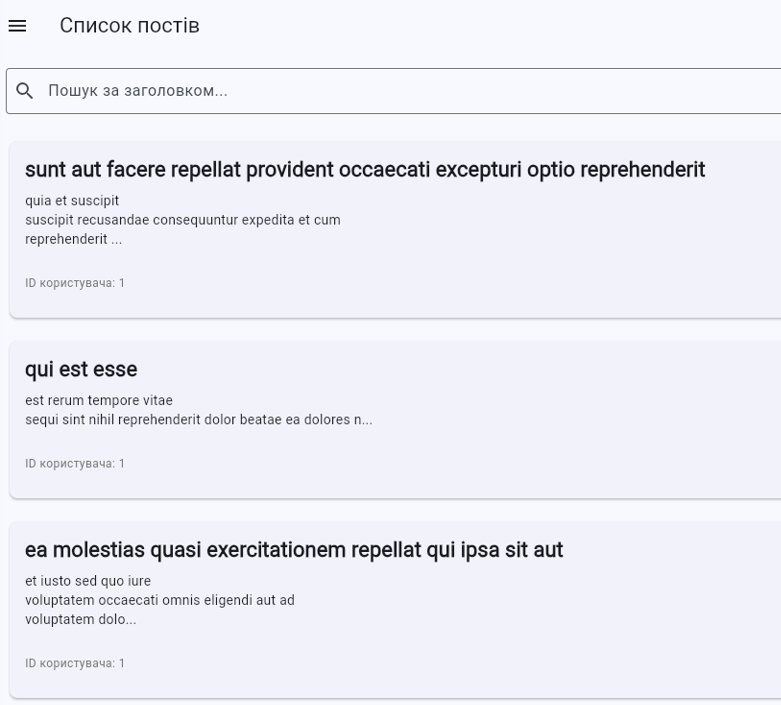 Список постів
Пошук за заголовком...
sunt aut facere repellat provident occaecati excepturi optio reprehenderit
quia et suscipit
suscipit recusandae consequuntur expedita et cum
reprehenderit ...
ID користувача: 1
qui est esse
est rerum tempore vitae
sequi sint nihil reprehenderit dolor beatae ea dolores n...
ID користувача: 1
ea molestias quasi exercitationem repellat qui ipsa sit aut
et iusto sed quo iure
voluptatem occaecati omnis eligendi aut ad
voluptatem dolo...
ID користувача: 1